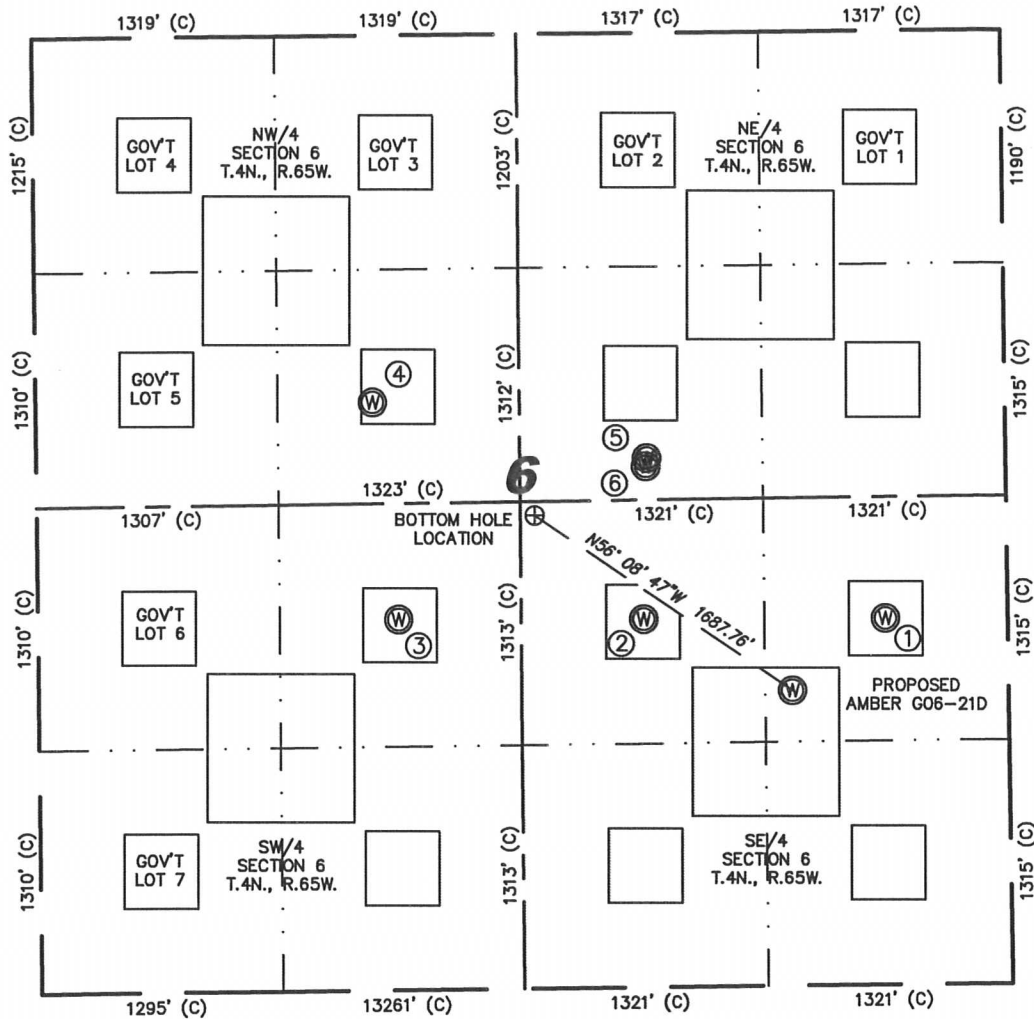 1319' (C)
1319' (C)
1317' (C)
1317' (C)
1215' (C)
GOV'T
LOT 4
NW/4
SECTION 6
T.4N., R.65W.
GOV'T
LOT 3
1203' (C)
GOV'T
LOT 2
NE/4
SECTION 6
T.4N., R.65W.
GOV'T
LOT 1
1190' (C)
1310' (C)
GOV'T
LOT 5
4
W
1312' (C)
5
6
1315' (C)
6
1307' (C)
1323' (C)
1321' (C)
1321' (C)
BOTTOM HOLE
LOCATION
N56° 08' 47"W 1687.76'
1310' (C)
GOV'T
LOT 6
W
3
1313' (C)
W
2
W
1
1315' (C)
W
PROPOSED
AMBER G06-21D
1310' (C)
GOV'T
LOT 7
SW/4
SECTION 6
T.4N., R.65W.
1313' (C)
SE/4
SECTION 6
T.4N., R.65W.
1315' (C)
1295' (C)
13261' (C)
1321' (C)
1321' (C)